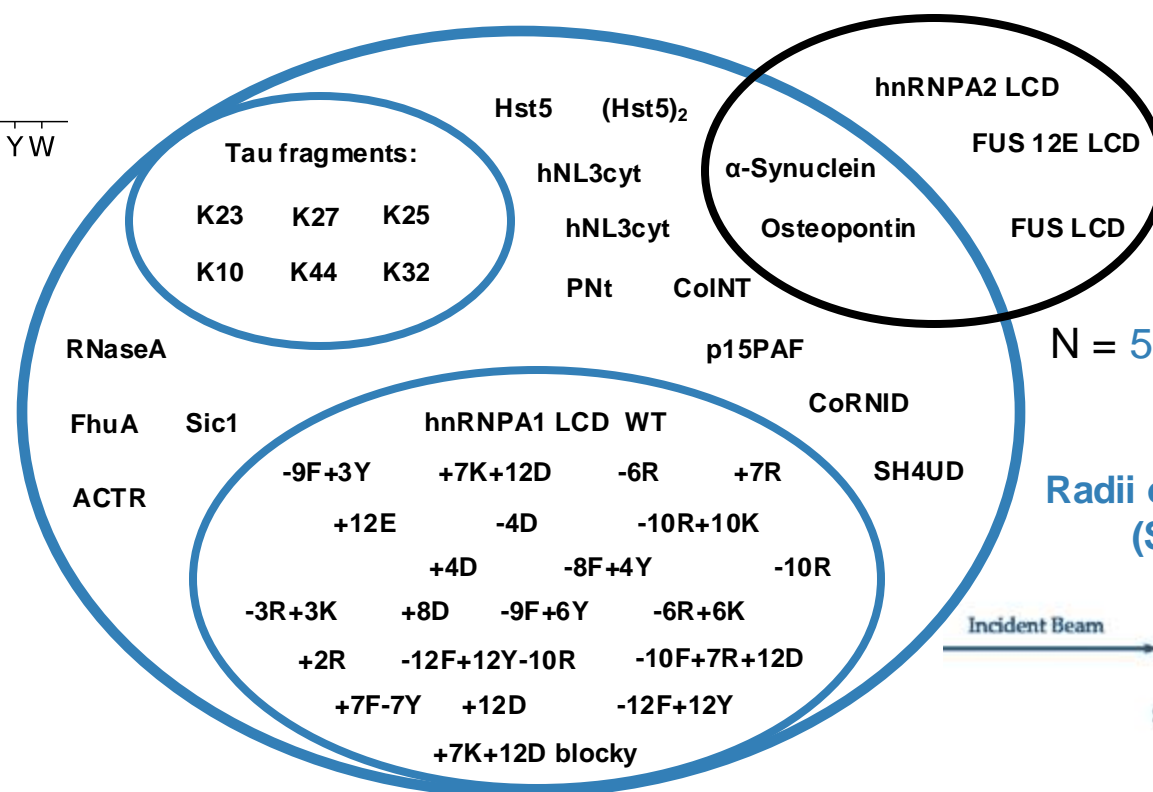 Y W
Hst5 (Hst5)₂
hnRNPA2 LCD
FUS 12E LCD
Tau fragments:
hNL3cyt
α-Synuclein
K23 K27 K25
hNL3cyt
Osteopontin
FUS LCD
K10 K44 K32
PNt ColNT
RNaseA
p15PAF
N = 5
CoRNID
FhuA Sic1
hnRNPA1 LCD WT
-9F+3Y +7K+12D -6R +7R
SH4UD
ACTR
Radii
+12E -4D -10R+10K
(S
+4D -8F+4Y -10R
-3R+3K +8D -9F+6Y -6R+6K
Incident Beam
+2R -12F+12Y-10R -10F+7R+12D
+7F-7Y +12D -12F+12Y
+7K+12D blocky